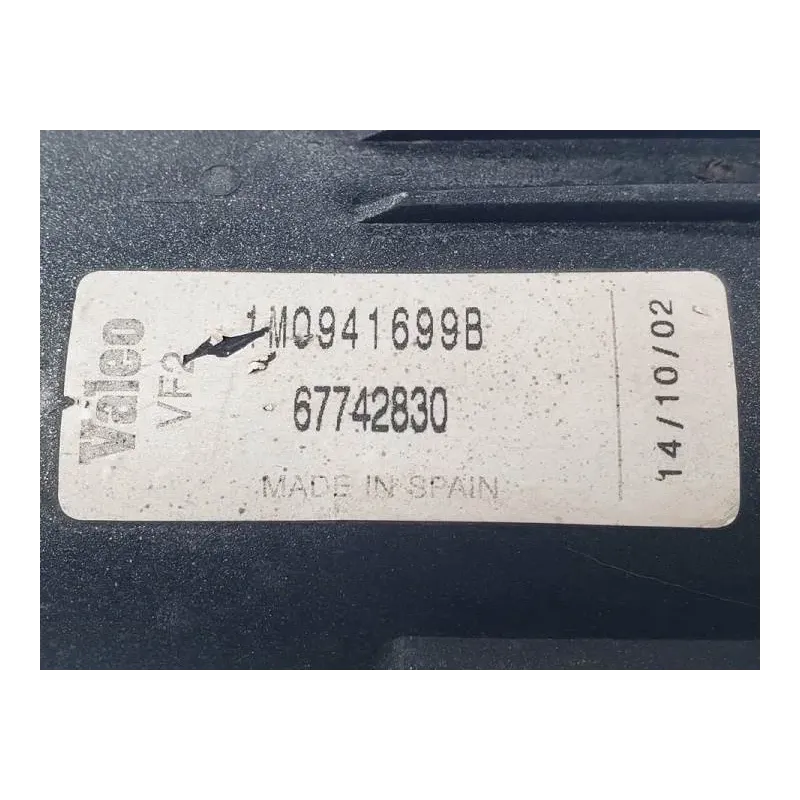 Valeo
VF2
1M0941699B
67742830
MADE IN SPAIN
14/10/02